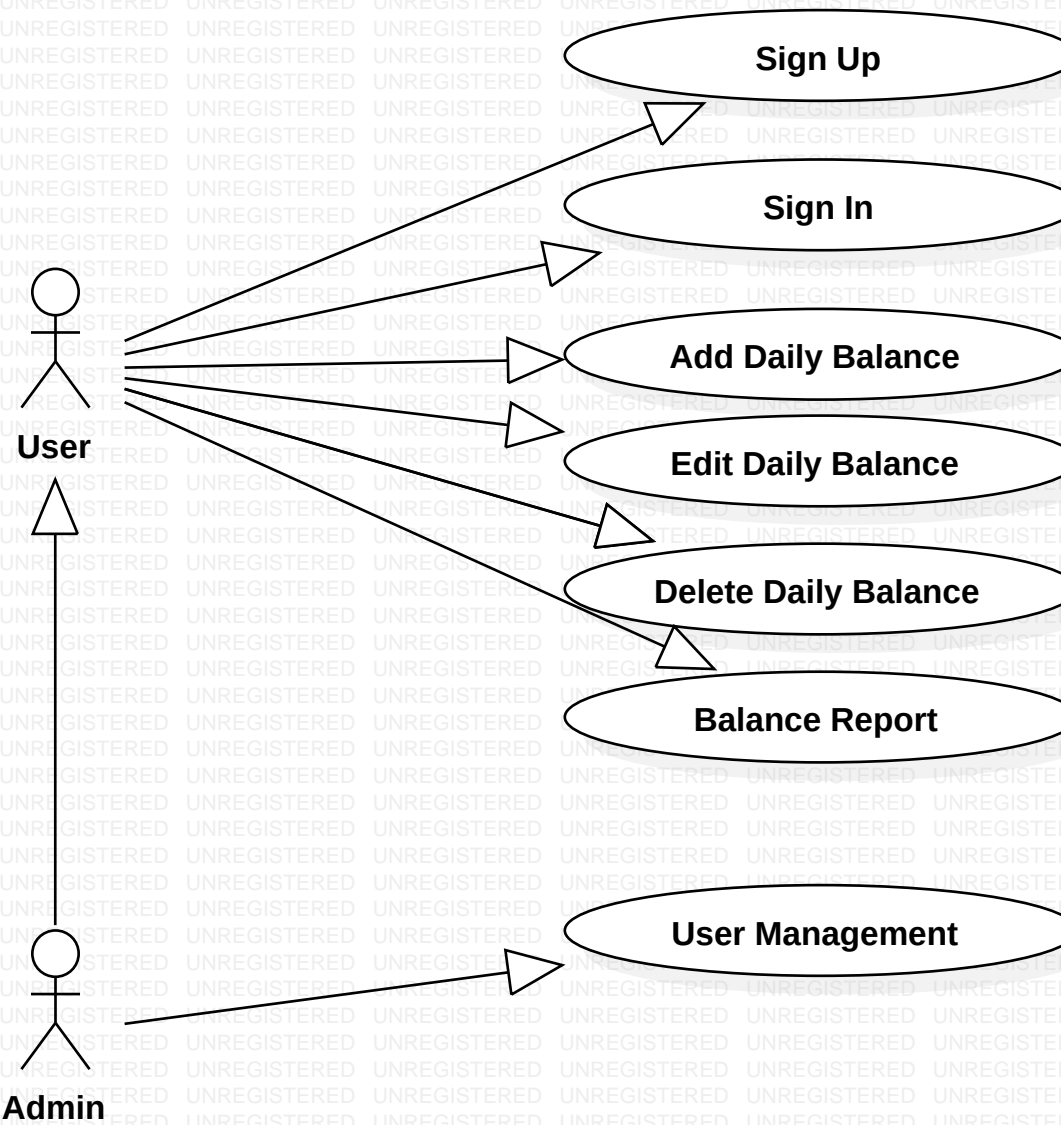 Sign Up
Sign In
Add Daily Balance
User
Edit Daily Balance
Delete Daily Balance
Balance Report
User Management
Admin
UNREGISTERED